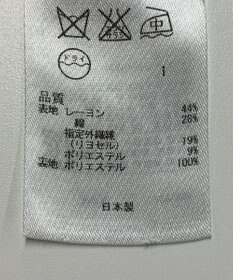 ドライ
1
品質
表地 レーヨン 44%
綿 28%
指定外繊維
(リヨセル) 19%
ポリエステル 9%
表地 ポリエステル 100%
日本製